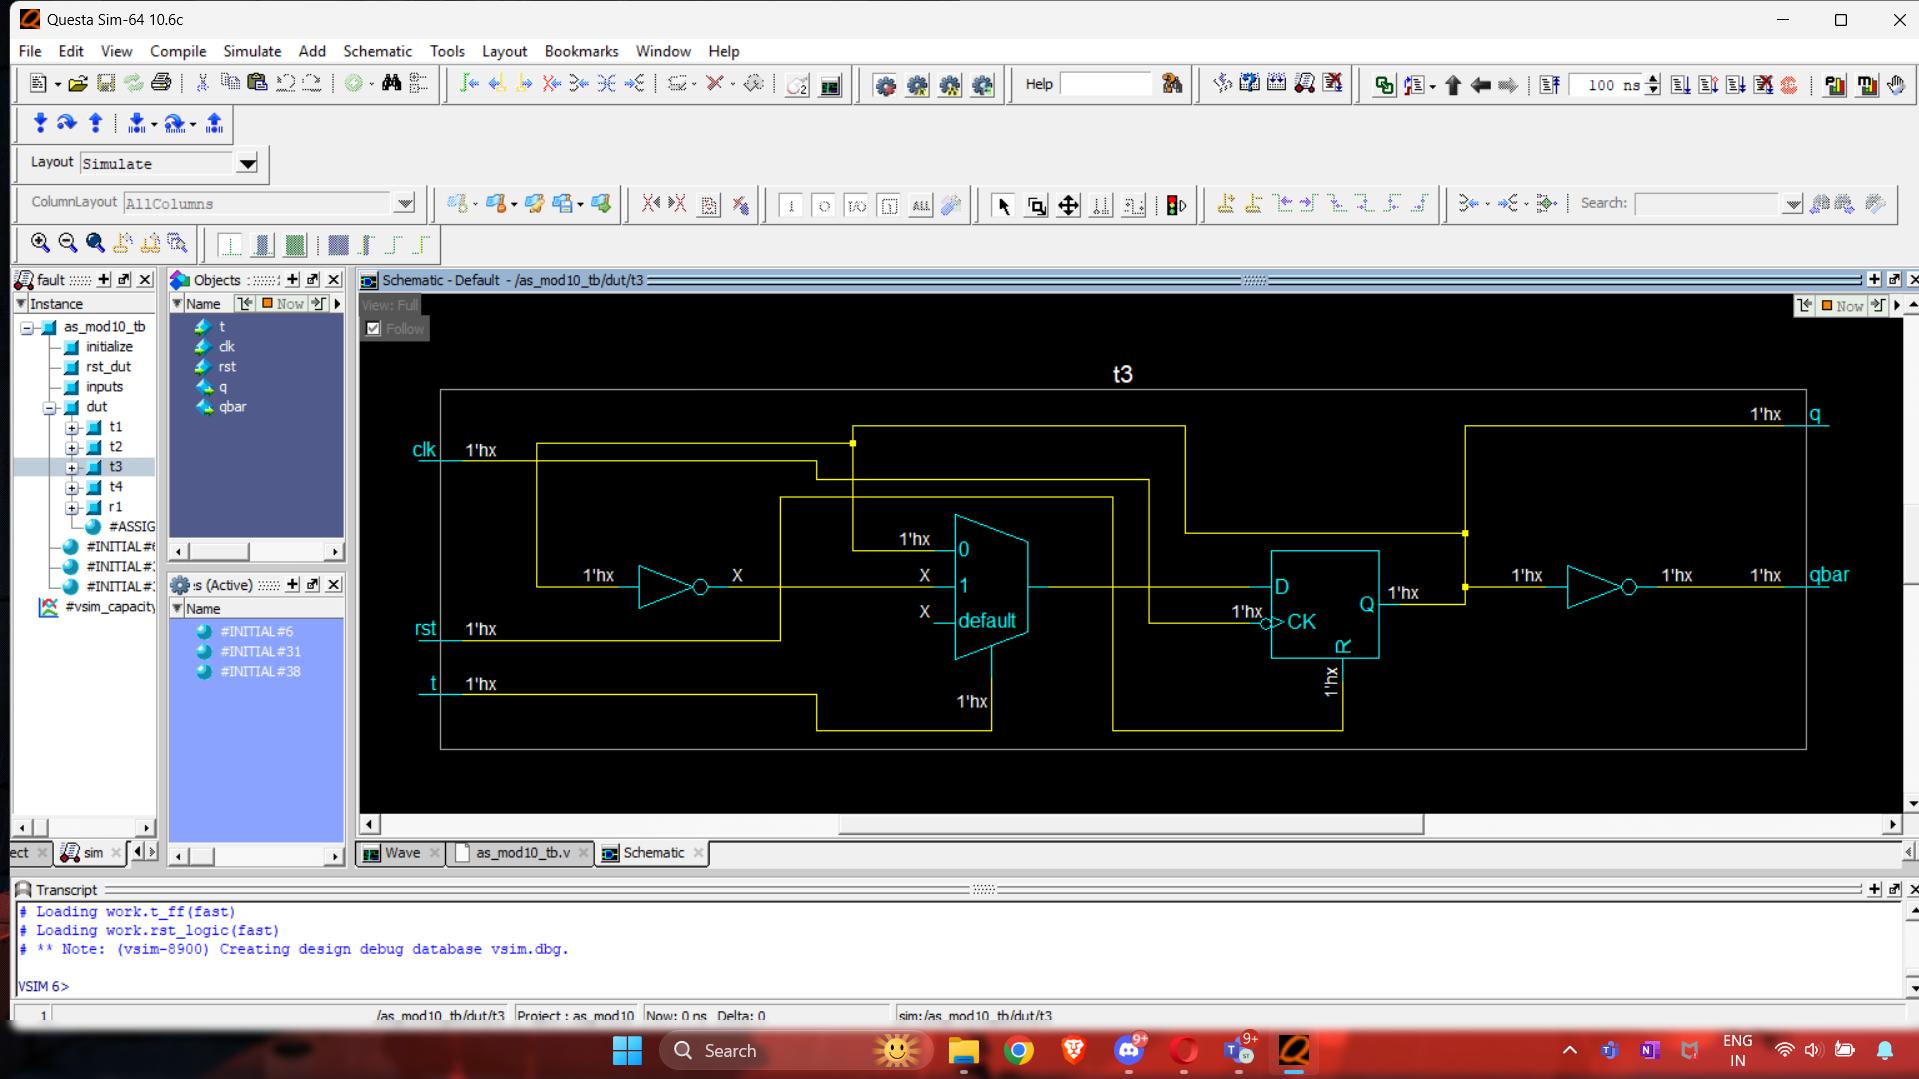 Questa Sim-64 10.6c
File Edit View Compile Simulate Add Schematic Tools Layout Bookmarks Window Help
Help
100 ns
Layout Simulate
ColumnLayout AllColumns
ALL
Search:
fault
Instance
as_mod10_tb
initialize
rst_dut
inputs
dut
t1
t2
t3
t4
r1
#ASSIG
#INITIAL#6
#INITIAL#
#INITIAL#
#vsim_capacity
Objects
Name Now
t
clk
rst
q
qbar
s (Active)
Name
#INITIAL#6
#INITIAL#31
#INITIAL#38
Schematic - Default - /as_mod10_tb/dut/t3
View: Full
Follow
Now
t3
1'hx q
clk 1'hx
1'hx 0
1'hx X X 1 D 1'hx 1'hx 1'hx qbar
1'hx Q
X default 1'hx CK
rst 1'hx
R
t 1'hx
1'hx
1'hx
ect sim
Wave as_mod10_tb.v Schematic
Transcript
# Loading work.t_ff(fast)
# Loading work.rst_logic(fast)
# ** Note: (vsim-8900) Creating design debug database vsim.dbg.
VSIM 6>
1 /as_mod10_tb/dut/t3 Project : as_mod10 Now: 0 ns Delta: 0 sim:/as_mod10_tb/dut/t3
Search
9+
9+
ENG
IN